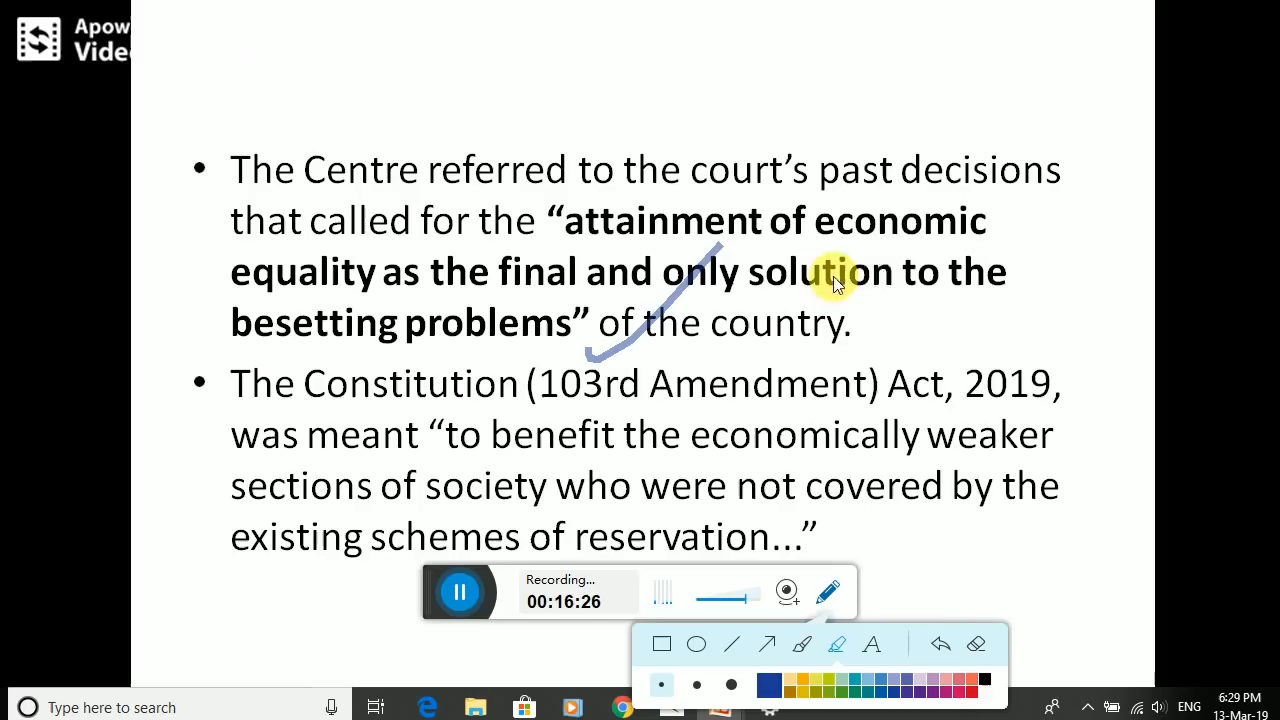 Apow
Video
• The Centre referred to the court’s past decisions
that called for the “attainment of economic
equality as the final and only solution to the
besetting problems” of the country.
• The Constitution (103rd Amendment) Act, 2019,
was meant “to benefit the economically weaker
sections of society who were not covered by the
existing schemes of reservation...”
Recording...
00:16:26
A
Type here to search
ENG
6:29 PM
13-Mar-19